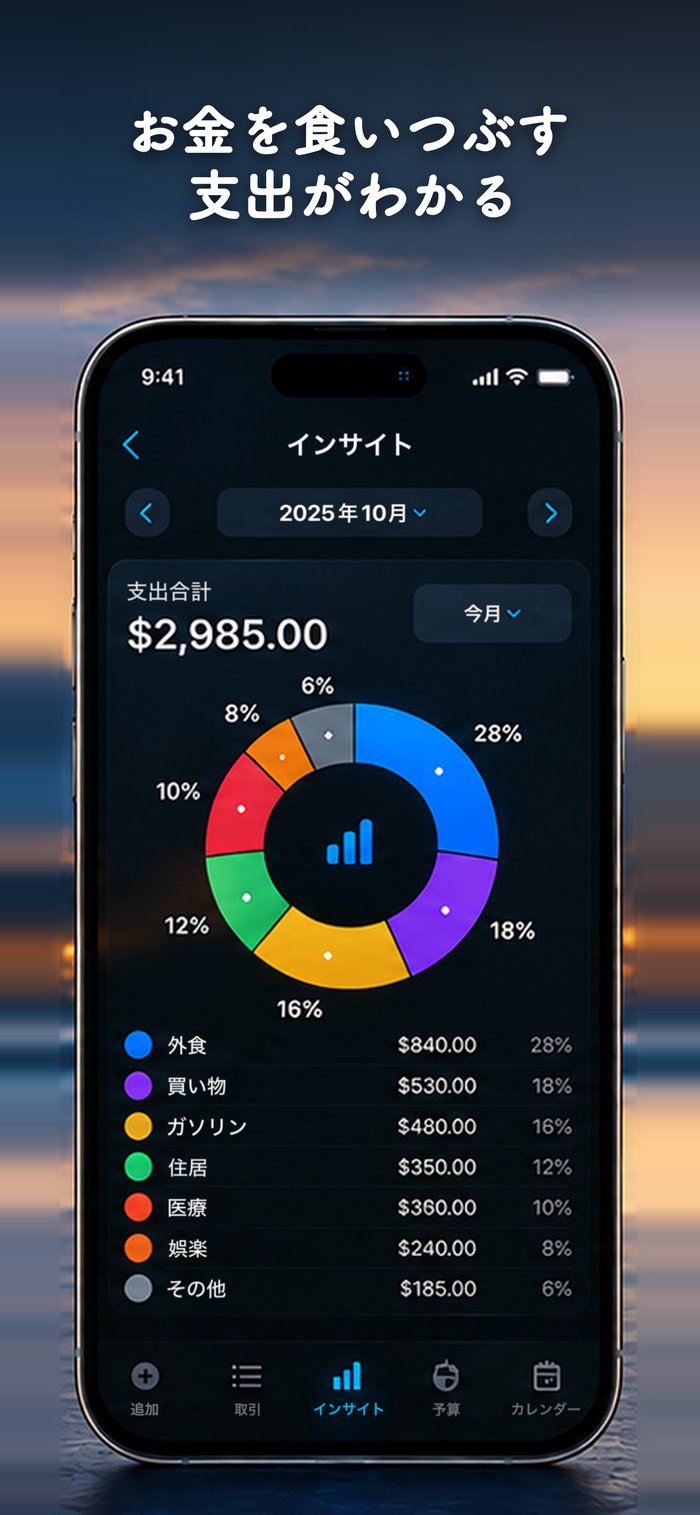 お金を食いつぶす
支出がわかる
9:41
インサイト
2025年10月
支出合計
$2,985.00
今月
6%
8%
28%
10%
12%
18%
16%
外食 $840.00 28%
買い物 $530.00 18%
ガソリン $480.00 16%
住居 $350.00 12%
医療 $360.00 10%
娯楽 $240.00 8%
その他 $185.00 6%
追加 取引 インサイト 予算 カレンダー